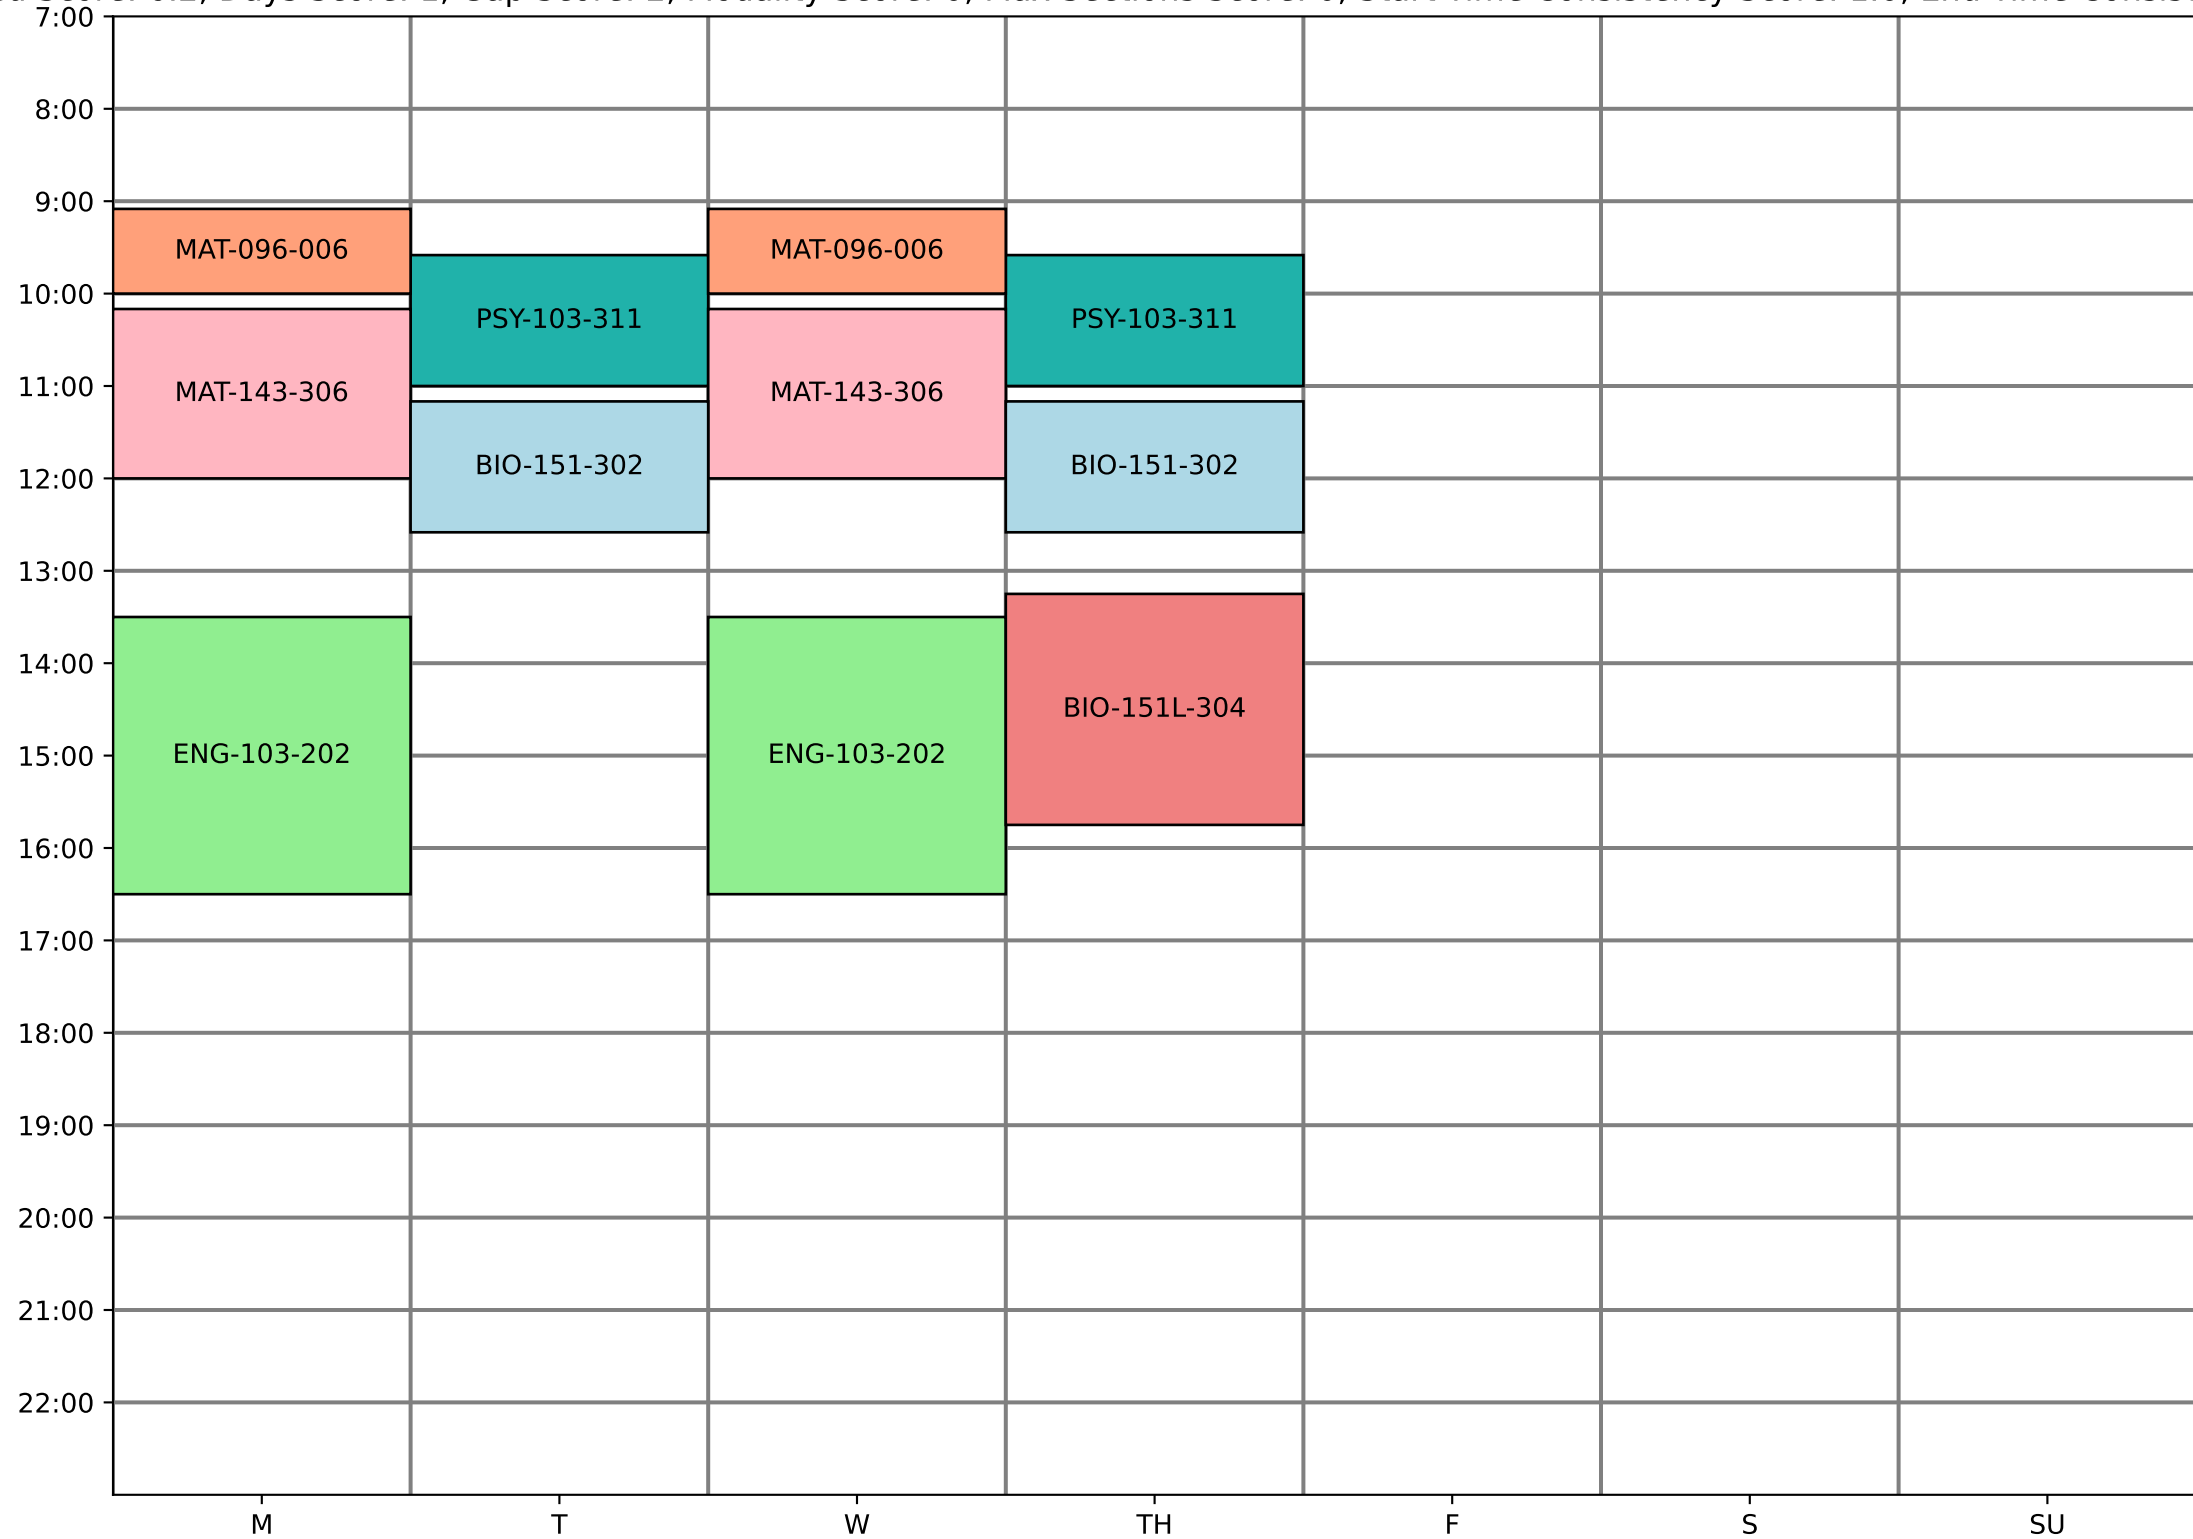 7:00
8:00
9:00
MAT-096-006 MAT-096-006
10:00
PSY-103-311 PSY-103-311
11:00
MAT-143-306 MAT-143-306
BIO-151-302 BIO-151-302
12:00
13:00
14:00
BIO-151L-304
15:00
ENG-103-202 ENG-103-202
16:00
17:00
18:00
19:00
20:00
21:00
22:00
M T W TH F S SU